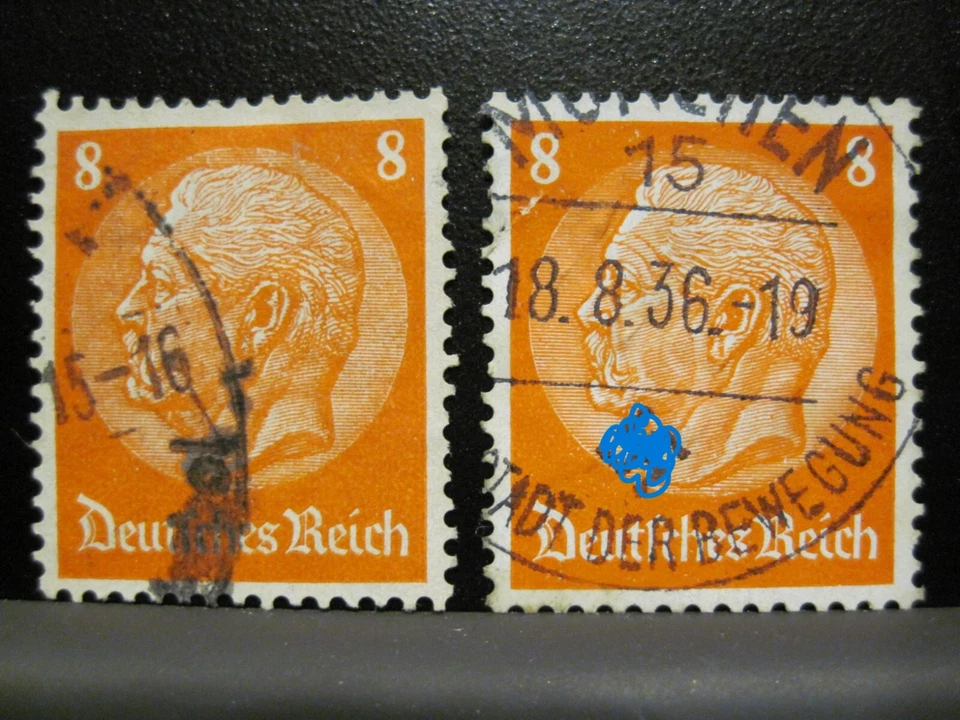 8 8
15-16
Deutsches Reich
MÜNCHEN
8 8
15
18.8.36.-19
STADT DER BEWEGUNG
Deutsches Reich